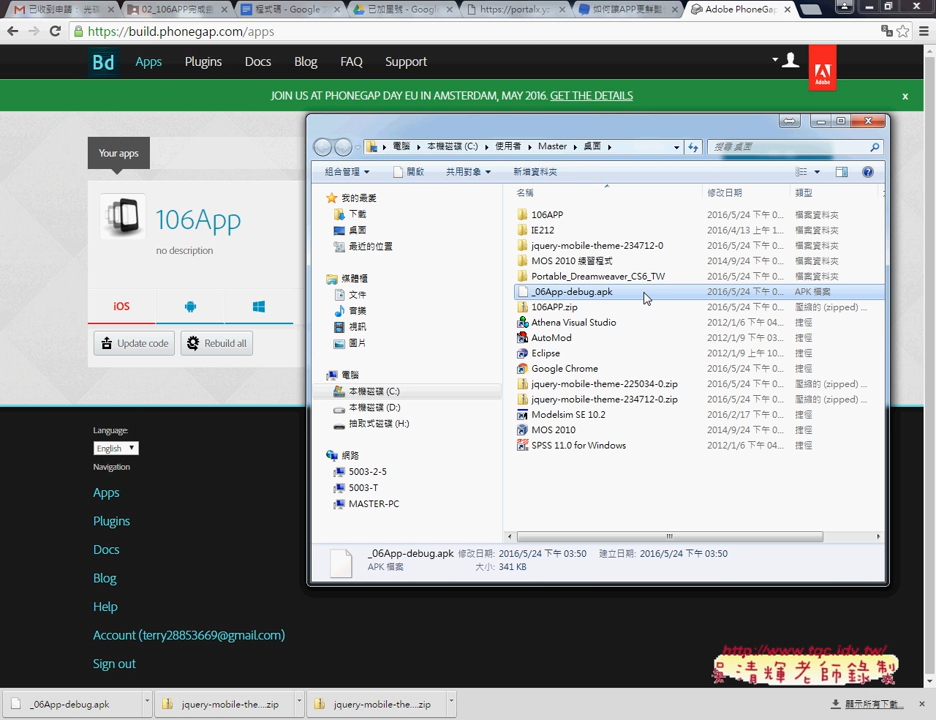 已收到申請：光碟
02_106APP完成曲
程式碼 - Google
已加屬號 - Google
https://portalx.yz
如何讓APP更鮮豔
Adobe PhoneGap
https://build.phonegap.com/apps
Bd
Apps
Plugins
Docs
Blog
FAQ
Support
Adobe
JOIN US AT PHONEGAP DAY EU IN AMSTERDAM, MAY 2016. GET THE DETAILS
x
Your apps
106App
no description
iOS
Update code
Rebuild all
電腦 本機磁碟 (C:) 使用者 Master 桌面
搜尋 桌面
組合管理
開啟
共用對象
新增資料夾
名稱 修改日期 類型
我的最愛
下載
桌面
最近的位置
媒體櫃
文件
音樂
視訊
圖片
電腦
本機磁碟 (C:)
本機磁碟 (D:)
抽取式磁碟 (H:)
網路
5003-2-5
5003-T
MASTER-PC
106APP 2016/5/24 下午 0... 檔案資料夾
IE212 2016/4/13 上午 1... 檔案資料夾
jquery-mobile-theme-234712-0 2016/5/24 下午 0... 檔案資料夾
MOS 2010 練習程式 2014/9/24 下午 0... 檔案資料夾
Portable_Dreamweaver_CS6_TW 2016/5/24 下午 0... 檔案資料夾
_06App-debug.apk 2016/5/24 下午 0... APK 檔案
106APP.zip 2016/5/24 下午 0... 壓縮的 (zipped) ...
Athena Visual Studio 2012/1/6 下午 04... 捷徑
AutoMod 2012/1/9 下午 03... 捷徑
Eclipse 2012/1/9 上午 10... 捷徑
Google Chrome 2016/5/24 下午 0... 捷徑
jquery-mobile-theme-225034-0.zip 2016/5/24 下午 0... 壓縮的 (zipped) ...
jquery-mobile-theme-234712-0.zip 2016/5/24 下午 0... 壓縮的 (zipped) ...
Modelsim SE 10.2 2016/2/17 下午 0... 捷徑
MOS 2010 2014/9/24 下午 0... 捷徑
SPSS 11.0 for Windows 2012/1/6 下午 04... 捷徑
_06App-debug.apk 修改日期: 2016/5/24 下午 03:50 建立日期: 2016/5/24 下午 03:50
APK 檔案 大小: 341 KB
Language:
English
Navigation
Apps
Plugins
Docs
Blog
Help
Account (terry28853669@gmail.com)
Sign out
http://www.tqc.idv.tw/
吳清輝老師錄製
_06App-debug.apk
jquery-mobile-the....zip
jquery-mobile-the....zip
顯示所有下載...